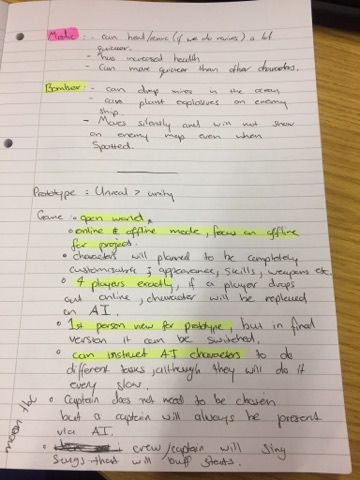 Medic: - can heal/revive (if we do revives) a lot
quicker.
- has increased health
- Can move quicker than other characters.
Bomber: - can drop mines in the ocean
- can plant explosives on enemy
ship.
- Moves silently and will not show
on enemy map even when
spotted.
Prototype: Unreal > unity
Game: - open world,
• online & offline mode, focus on offline
for project.
• characters will planned to be completely
customisable; appearance, skills, weapons etc
• 4 players exactly, if a player drops
out online, character will be replaced
an AI.
• 1st person view for prototype, but in final
version it can be switched.
• can instruct AI characters to do
different tasks, although they will do it
every slow.
• Captain does not need to be chosen
but a captain will always be present
via AI.
• crew/captain will sing
songs that will buff stats.